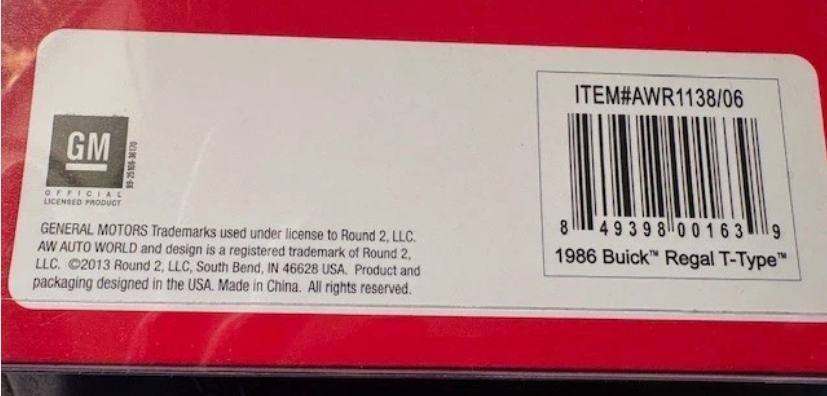 GM
OFFICIAL
LICENSED PRODUCT
GENERAL MOTORS Trademarks used under license to Round 2, LLC.
AW AUTO WORLD and design is a registered trademark of Round 2,
LLC. ©2013 Round 2, LLC, South Bend, IN 46628 USA. Product and
packaging designed in the USA. Made in China. All rights reserved.
ITEM#AWR1138/06
8 49398 00163 9
1986 Buick™ Regal T-Type™